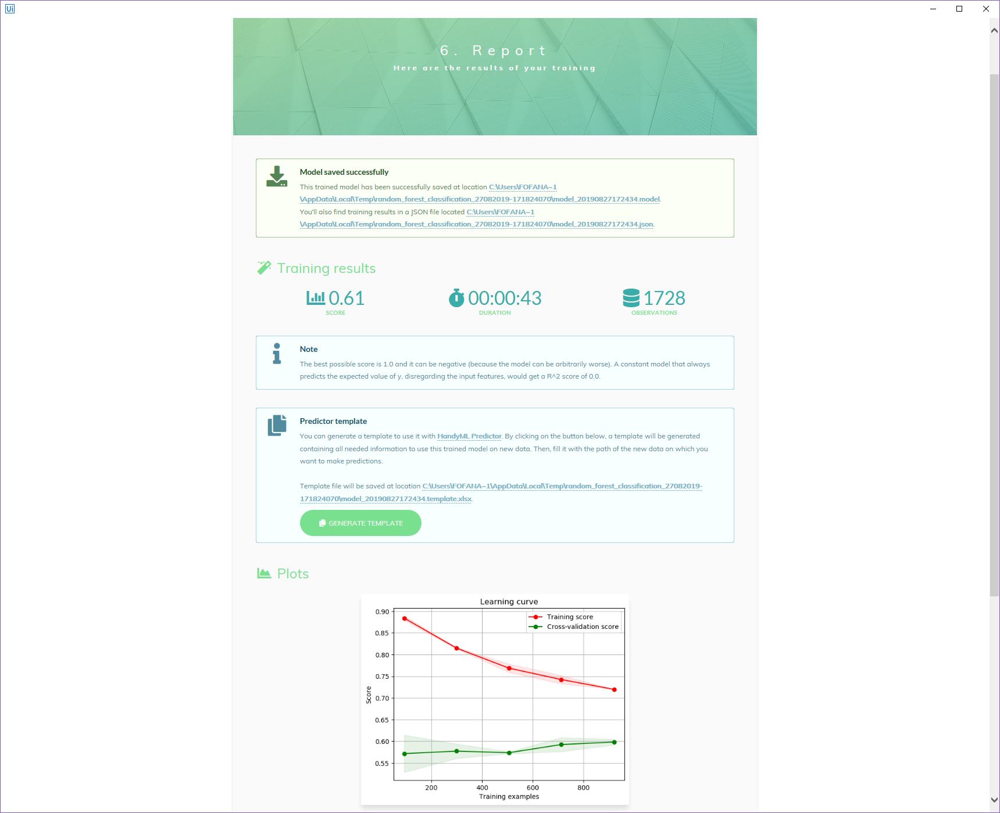 Ui
6. Report
Here are the results of your training
Model saved successfully
This trained model has been successfully saved at location C:\Users\FOFANA~1
\AppData\Local\Temp\random_forest_classification_27082019-171824070\model_20190827172434.model.
You'll also find training results in a JSON file located C:\Users\FOFANA~1
\AppData\Local\Temp\random_forest_classification_27082019-171824070\model_20190827172434.json.
Training results
0.61
SCORE
00:00:43
DURATION
1728
OBSERVATIONS
Note
The best possible score is 1.0 and it can be negative (because the model can be arbitrarily worse). A constant model that always
predicts the expected value of y, disregarding the input features, would get a R^2 score of 0.0.
Predictor template
You can generate a template to use it with HandyML Predictor. By clicking on the button below, a template will be generated
containing all needed information to use this trained model on new data. Then, fill it with the path of the new data on which you
want to make predictions.
Template file will be saved at location C:\Users\FOFANA~1\AppData\Local\Temp\random_forest_classification_27082019-
171824070\model_20190827172434.template.xlsx.
GENERATE TEMPLATE
Plots
Learning curve
Training score
Cross-validation score
0.90
0.85
0.80
0.75
0.70
0.65
0.60
0.55
Score
200 400 600 800
Training examples